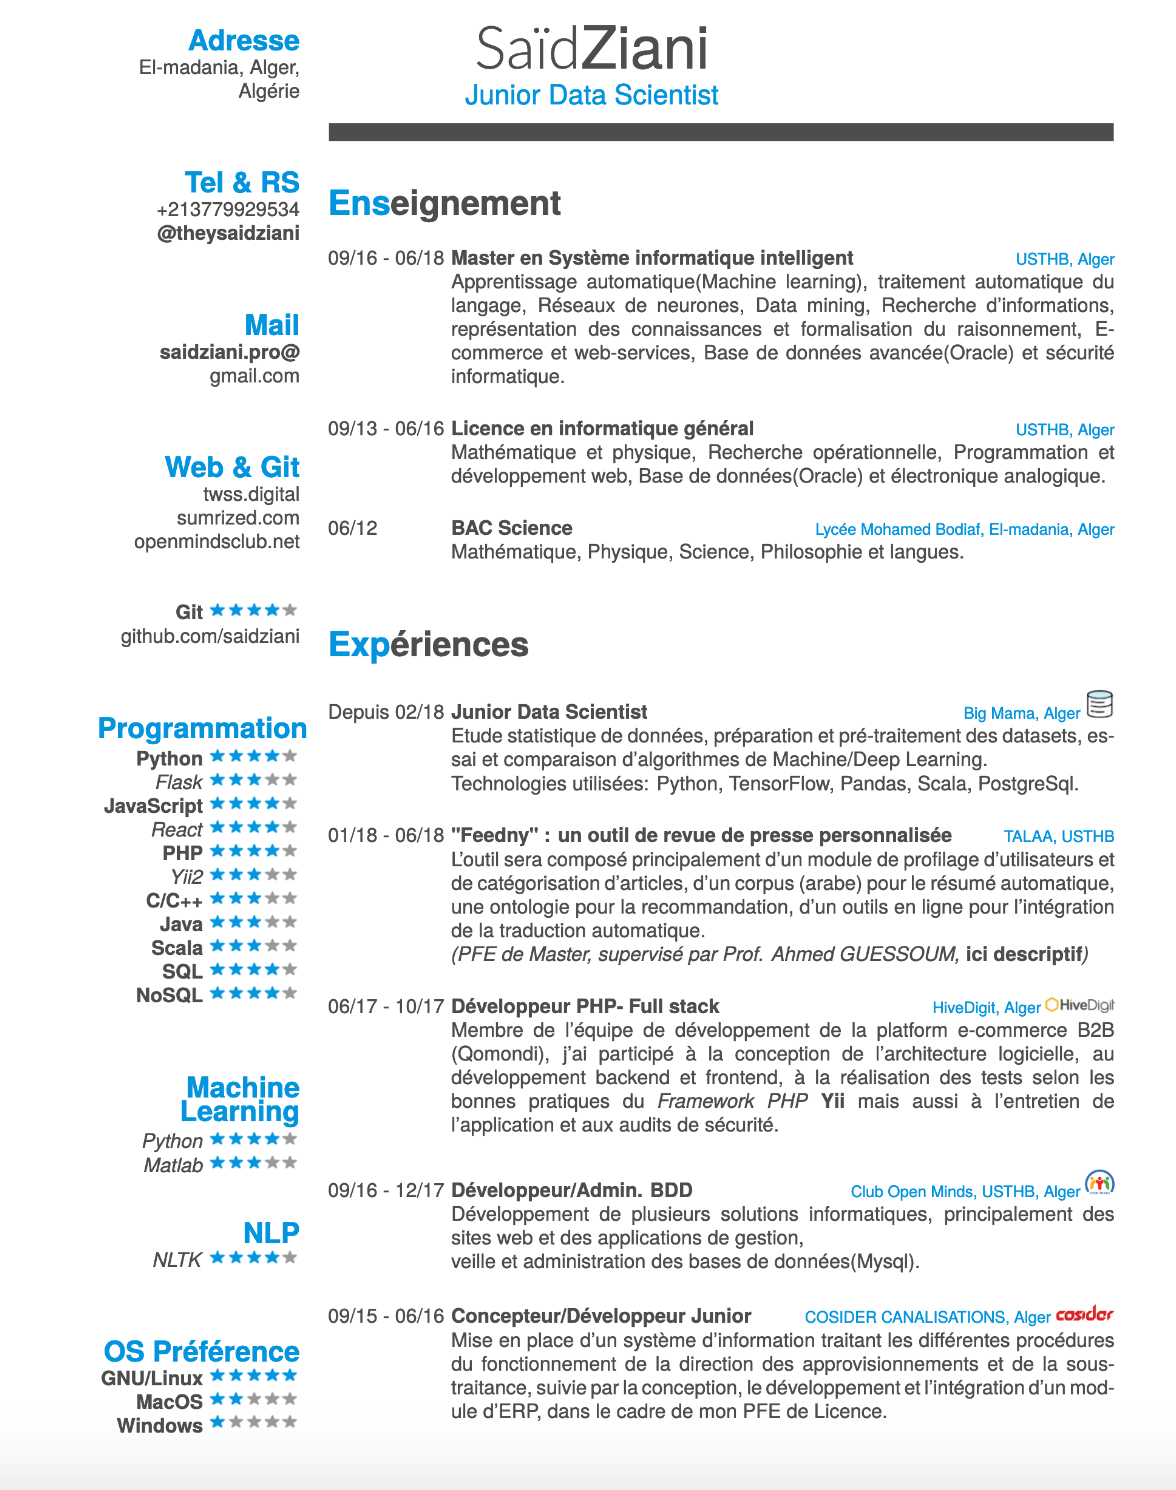 Adresse
El-madania, Alger,
Algérie
Tel & RS
+213779929534
@theysaidziani
Mail
saidziani.pro@
gmail.com
Web & Git
twss.digital
sumrized.com
openmindsclub.net
Git
github.com/saidziani
Programmation
Python
Flask
JavaScript
React
PHP
Yii2
C/C++
Java
Scala
SQL
NoSQL
Machine
Learning
Python
Matlab
NLP
NLTK
OS Préférence
GNU/Linux
MacOS
Windows
SaïdZiani
Junior Data Scientist
Enseignement
09/16 - 06/18 Master en Système informatique intelligent USTHB, Alger
Apprentissage automatique(Machine learning), traitement automatique du
langage, Réseaux de neurones, Data mining, Recherche d'informations,
représentation des connaissances et formalisation du raisonnement, E-
commerce et web-services, Base de données avancée(Oracle) et sécurité
informatique.
09/13 - 06/16 Licence en informatique général USTHB, Alger
Mathématique et physique, Recherche opérationnelle, Programmation et
développement web, Base de données(Oracle) et électronique analogique.
06/12 BAC Science Lycée Mohamed Bodiaf, El-madania, Alger
Mathématique, Physique, Science, Philosophie et langues.
Expériences
Depuis 02/18 Junior Data Scientist Big Mama, Alger
Etude statistique de données, préparation et pré-traitement des datasets, es-
sai et comparaison d'algorithmes de Machine/Deep Learning.
Technologies utilisées: Python, TensorFlow, Pandas, Scala, PostgreSql.
01/18 - 06/18 "Feedny" : un outil de revue de presse personnalisée TALAA, USTHB
L'outil sera composé principalement d'un module de profilage d'utilisateurs et
de catégorisation d'articles, d'un corpus (arabe) pour le résumé automatique,
une ontologie pour la recommandation, d'un outils en ligne pour l'intégration
de la traduction automatique.
(PFE de Master, supervisé par Prof. Ahmed GUESSOUM, ici descriptif)
06/17 - 10/17 Développeur PHP- Full stack HiveDigit, Alger HiveDigit
Membre de l'équipe de développement de la platform e-commerce B2B
(Qomondi), j'ai participé à la conception de l'architecture logicielle, au
développement backend et frontend, à la réalisation des tests selon les
bonnes pratiques du Framework PHP Yii mais aussi à l'entretien de
l'application et aux audits de sécurité.
09/16 - 12/17 Développeur/Admin. BDD Club Open Minds, USTHB, Alger
Développement de plusieurs solutions informatiques, principalement des
sites web et des applications de gestion,
veille et administration des bases de données(Mysql).
09/15 - 06/16 Concepteur/Développeur Junior COSIDER CANALISATIONS, Alger cosider
Mise en place d'un système d'information traitant les différentes procédures
du fonctionnement de la direction des approvisionnements et de la sous-
traitance, suivie par la conception, le développement et l'intégration d'un mod-
ule d'ERP, dans le cadre de mon PFE de Licence.